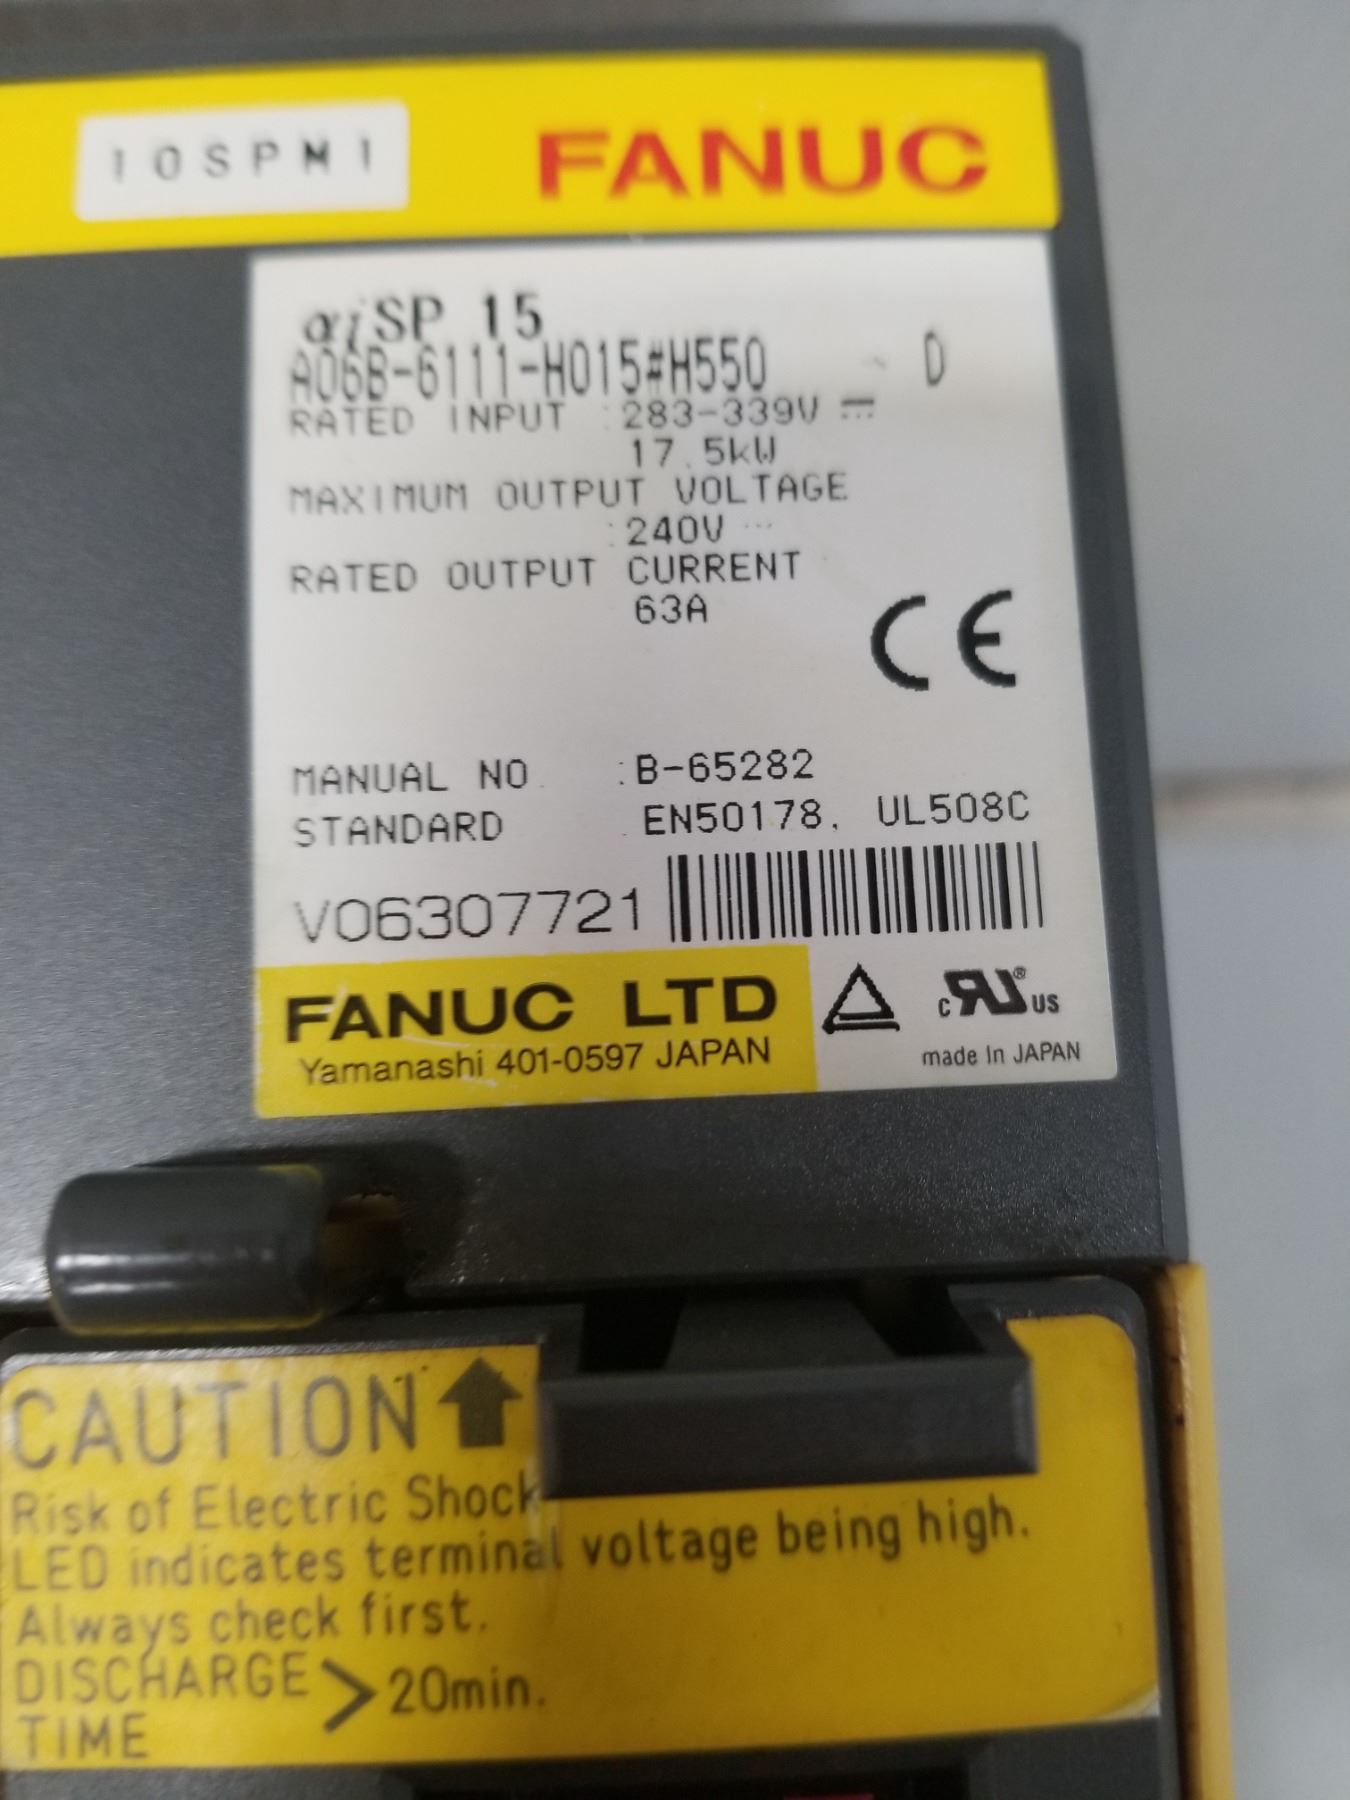 10SPM1
FANUC
αiSP 15
A06B-6111-H015#H550 D
RATED INPUT :283-339V ⎓
17.5kW
MAXIMUM OUTPUT VOLTAGE
:240V
RATED OUTPUT CURRENT
63A
CE
MANUAL NO. :B-65282
STANDARD EN50178, UL508C
V06307721
FANUC LTD
Yamanashi 401-0597 JAPAN
c RU ® US
made in JAPAN
CAUTION
Risk of Electric Shock
LED indicates terminal voltage being high.
Always check first.
DISCHARGE TIME > 20min.